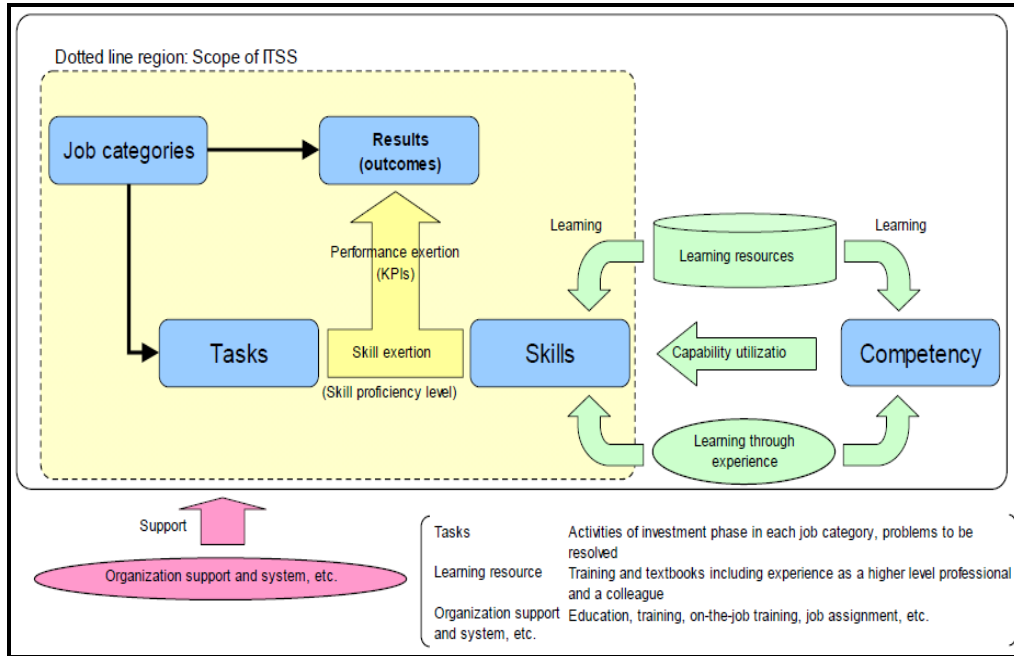 Dotted line region: Scope of ITSS
Job categories
Results
(outcomes)
Performance exertion
(KPIs)
Learning
Learning resources
Learning
Tasks
Skill exertion
(Skill proficiency level)
Skills
Capability utilizatio
Competency
Learning through
experience
Support
Organization support and system, etc.
Tasks
Activities of investment phase in each job category, problems to be
resolved
Learning resource
Training and textbooks including experience as a higher level professional
and a colleague
Organization support
and system, etc.
Education, training, on-the-job training, job assignment, etc.